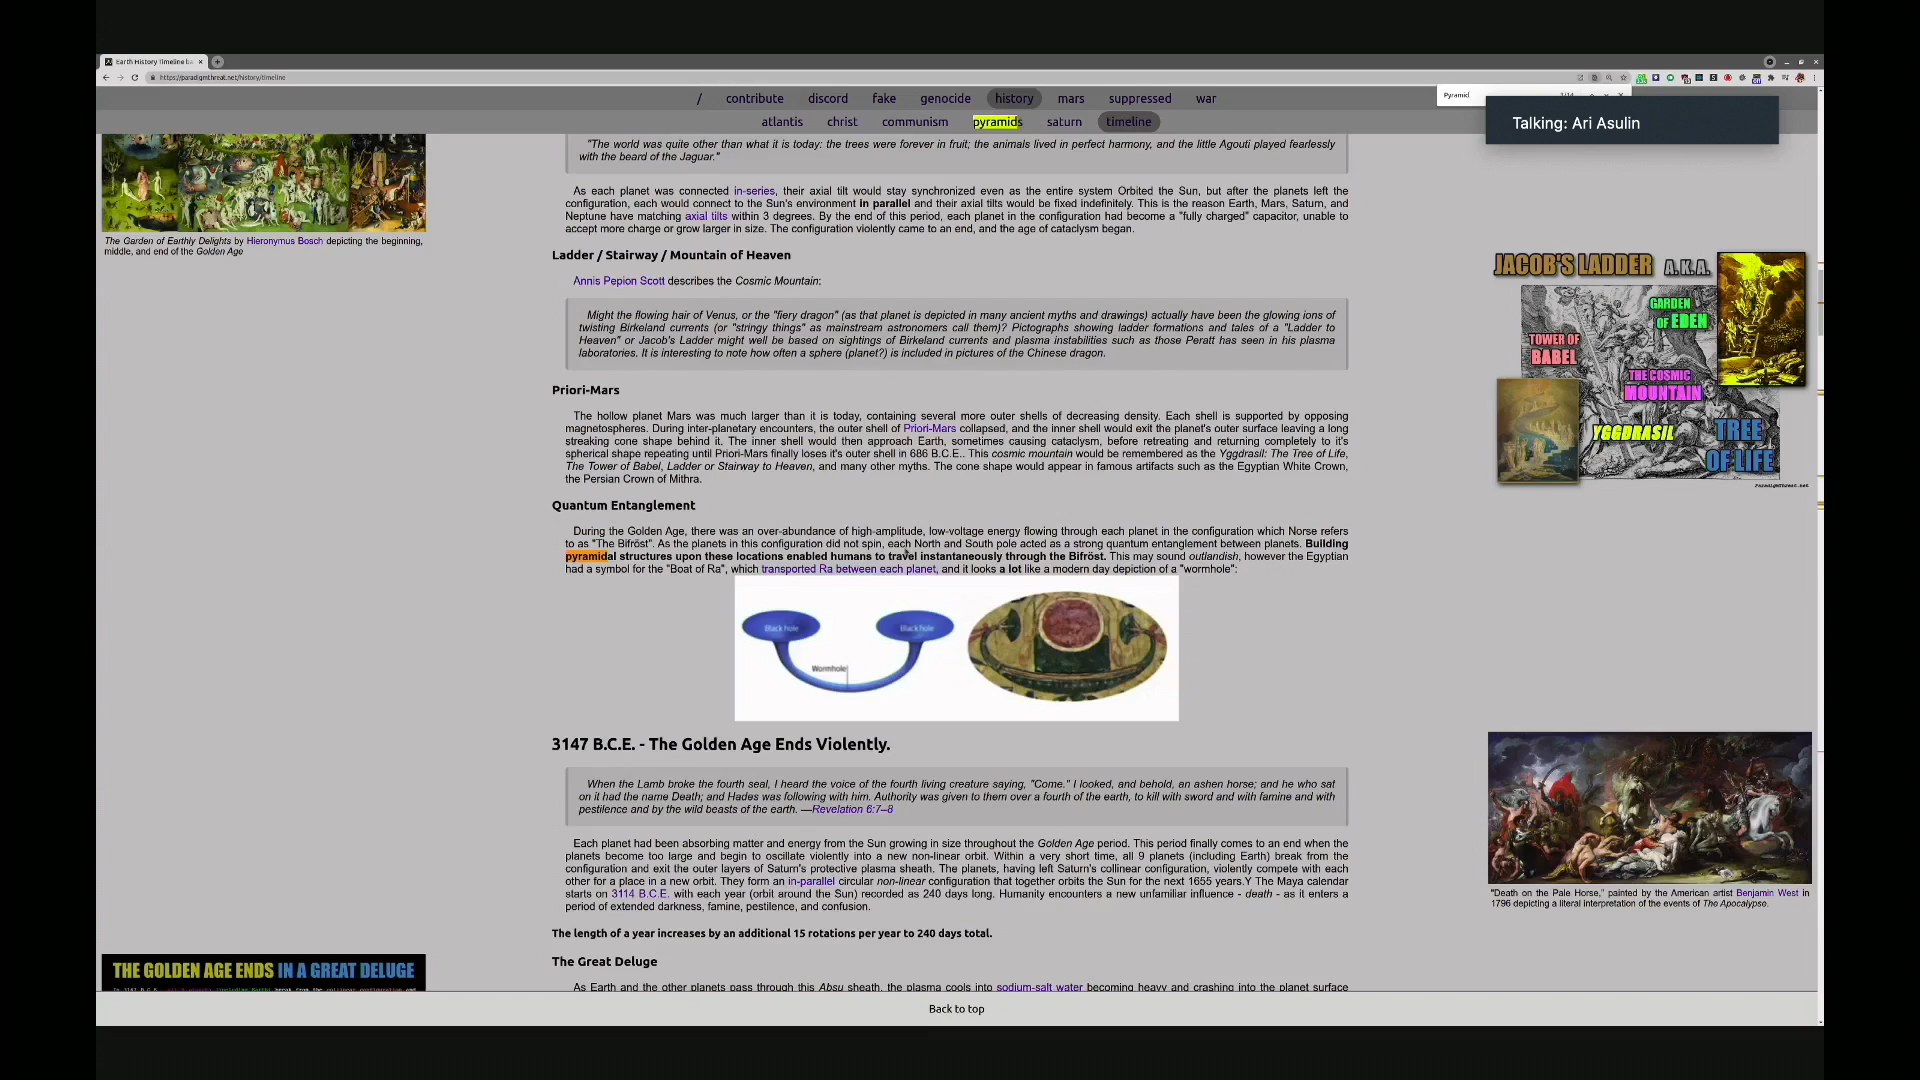 Earth History Timeline ba
https://paradigmthreat.net/history/timeline
/ contribute discord fake genocide history mars suppressed war
Pyramid
1/14
atlantis christ communism pyramids saturn timeline
Talking: Ari Asulin
"The world was quite other than what it is today: the trees were forever in fruit; the animals lived in perfect harmony, and the little Agouti played fearlessly
with the beard of the Jaguar."
As each planet was connected in-series, their axial tilt would stay synchronized even as the entire system Orbited the Sun, but after the planets left the
configuration, each would connect to the Sun's environment in parallel and their axial tilts would be fixed indefinitely. This is the reason Earth, Mars, Saturn, and
Neptune have matching axial tilts within 3 degrees. By the end of this period, each planet in the configuration had become a "fully charged" capacitor, unable to
accept more charge or grow larger in size. The configuration violently came to an end, and the age of cataclysm began.
The Garden of Earthly Delights by Hieronymus Bosch depicting the beginning,
middle, and end of the Golden Age
Ladder / Stairway / Mountain of Heaven
Annis Pepion Scott describes the Cosmic Mountain:
Might the flowing hair of Venus, or the "fiery dragon" (as that planet is depicted in many ancient myths and drawings) actually have been the glowing ions of
twisting Birkeland currents (or "stringy things" as mainstream astronomers call them)? Pictographs showing ladder formations and tales of a "Ladder to
Heaven" or Jacob's Ladder might well be based on sightings of Birkeland currents and plasma instabilities such as those Peratt has seen in his plasma
laboratories. It is interesting to note how often a sphere (planet?) is included in pictures of the Chinese dragon.
JACOB'S LADDER A.K.A.
GARDEN
OF EDEN
TOWER OF
BABEL
THE COSMIC
MOUNTAIN
YGGDRASIL
TREE
OF LIFE
ParadigmThreat.net
Priori-Mars
The hollow planet Mars was much larger than it is today, containing several more outer shells of decreasing density. Each shell is supported by opposing
magnetospheres. During inter-planetary encounters, the outer shell of Priori-Mars collapsed, and the inner shell would exit the planet's outer surface leaving a long
streaking cone shape behind it. The inner shell would then approach Earth, sometimes causing cataclysm, before retreating and returning completely to it's
spherical shape repeating until Priori-Mars finally loses it's outer shell in 686 B.C.E.. This cosmic mountain would be remembered as the Yggdrasil: The Tree of Life,
The Tower of Babel, Ladder or Stairway to Heaven, and many other myths. The cone shape would appear in famous artifacts such as the Egyptian White Crown,
the Persian Crown of Mithra.
Quantum Entanglement
During the Golden Age, there was an over-abundance of high-amplitude, low-voltage energy flowing through each planet in the configuration which Norse refers
to as "The Bifröst". As the planets in this configuration did not spin, each North and South pole acted as a strong quantum entanglement between planets. Building
pyramidal structures upon these locations enabled humans to travel instantaneously through the Bifröst. This may sound outlandish, however the Egyptian
had a symbol for the "Boat of Ra", which transported Ra between each planet, and it looks a lot like a modern day depiction of a "wormhole":
Black hole
Black hole
Wormhole
3147 B.C.E. - The Golden Age Ends Violently.
When the Lamb broke the fourth seal, I heard the voice of the fourth living creature saying, "Come." I looked, and behold, an ashen horse; and he who sat
on it had the name Death; and Hades was following with him. Authority was given to them over a fourth of the earth, to kill with sword and with famine and with
pestilence and by the wild beasts of the earth. —Revelation 6:7–8
Each planet had been absorbing matter and energy from the Sun growing in size throughout the Golden Age period. This period finally comes to an end when the
planets become too large and begin to oscillate violently into a new non-linear orbit. Within a very short time, all 9 planets (including Earth) break from the
configuration and exit the outer layers of Saturn's protective plasma sheath. The planets, having left Saturn's collinear configuration, violently compete with each
other for a place in a new orbit. They form an in-parallel circular non-linear configuration that together orbits the Sun for the next 1655 years.Y The Maya calendar
starts on 3114 B.C.E. with each year (orbit around the Sun) recorded as 240 days long. Humanity encounters a new unfamiliar influence - death - as it enters a
period of extended darkness, famine, pestilence, and confusion.
"Death on the Pale Horse," painted by the American artist Benjamin West in
1796 depicting a literal interpretation of the events of The Apocalypse.
The length of a year increases by an additional 15 rotations per year to 240 days total.
The Great Deluge
THE GOLDEN AGE ENDS IN A GREAT DELUGE
As Earth and the other planets pass through this Absu sheath, the plasma cools into sodium-salt water becoming heavy and crashing into the planet surface
Back to top